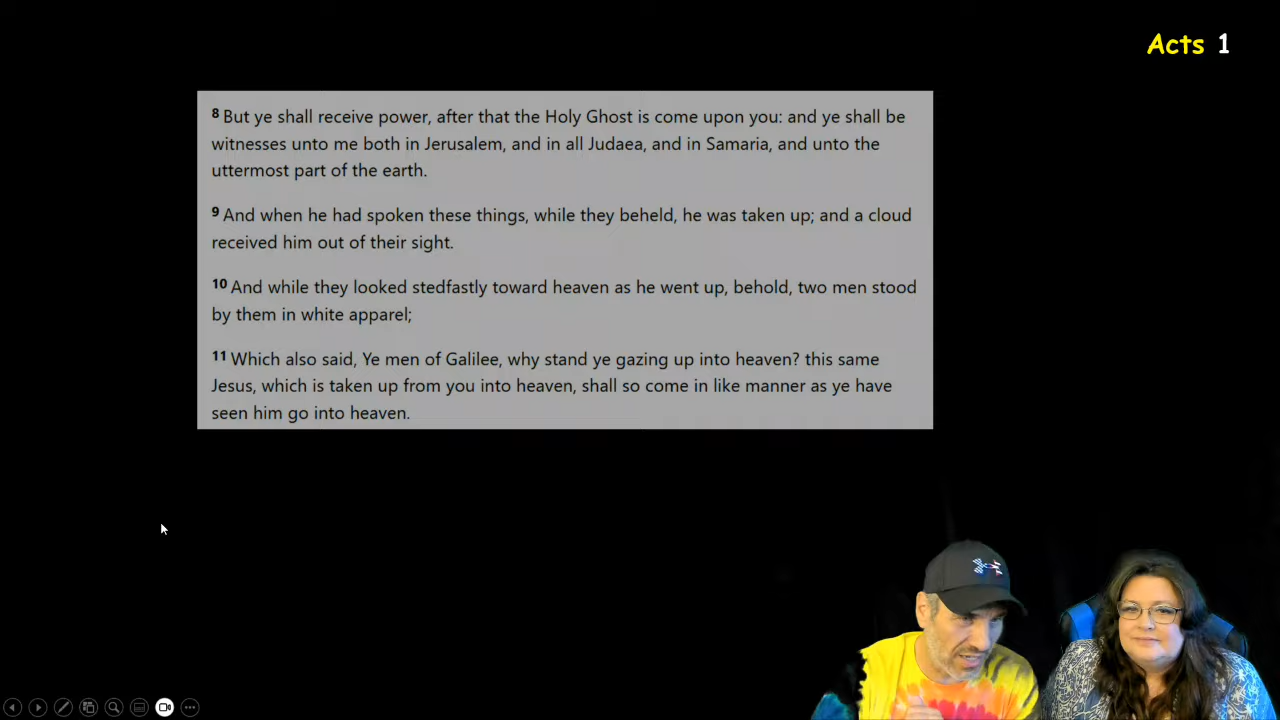 Acts 1
8 But ye shall receive power, after that the Holy Ghost is come upon you: and ye shall be
witnesses unto me both in Jerusalem, and in all Judaea, and in Samaria, and unto the
uttermost part of the earth.
9 And when he had spoken these things, while they beheld, he was taken up; and a cloud
received him out of their sight.
10 And while they looked stedfastly toward heaven as he went up, behold, two men stood
by them in white apparel;
11 Which also said, Ye men of Galilee, why stand ye gazing up into heaven? this same
Jesus, which is taken up from you into heaven, shall so come in like manner as ye have
seen him go into heaven.